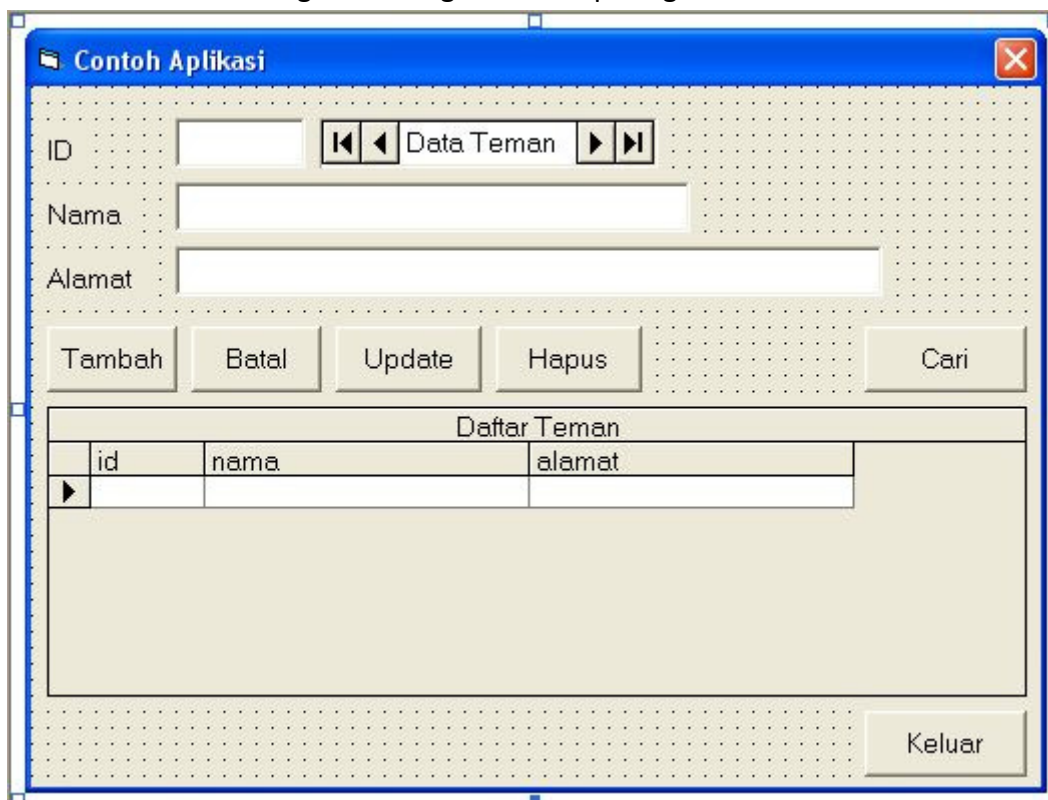 Contoh Aplikasi
ID Data Teman
Nama
Alamat
Tambah Batal Update Hapus Cari
Daftar Teman
id nama alamat
Keluar